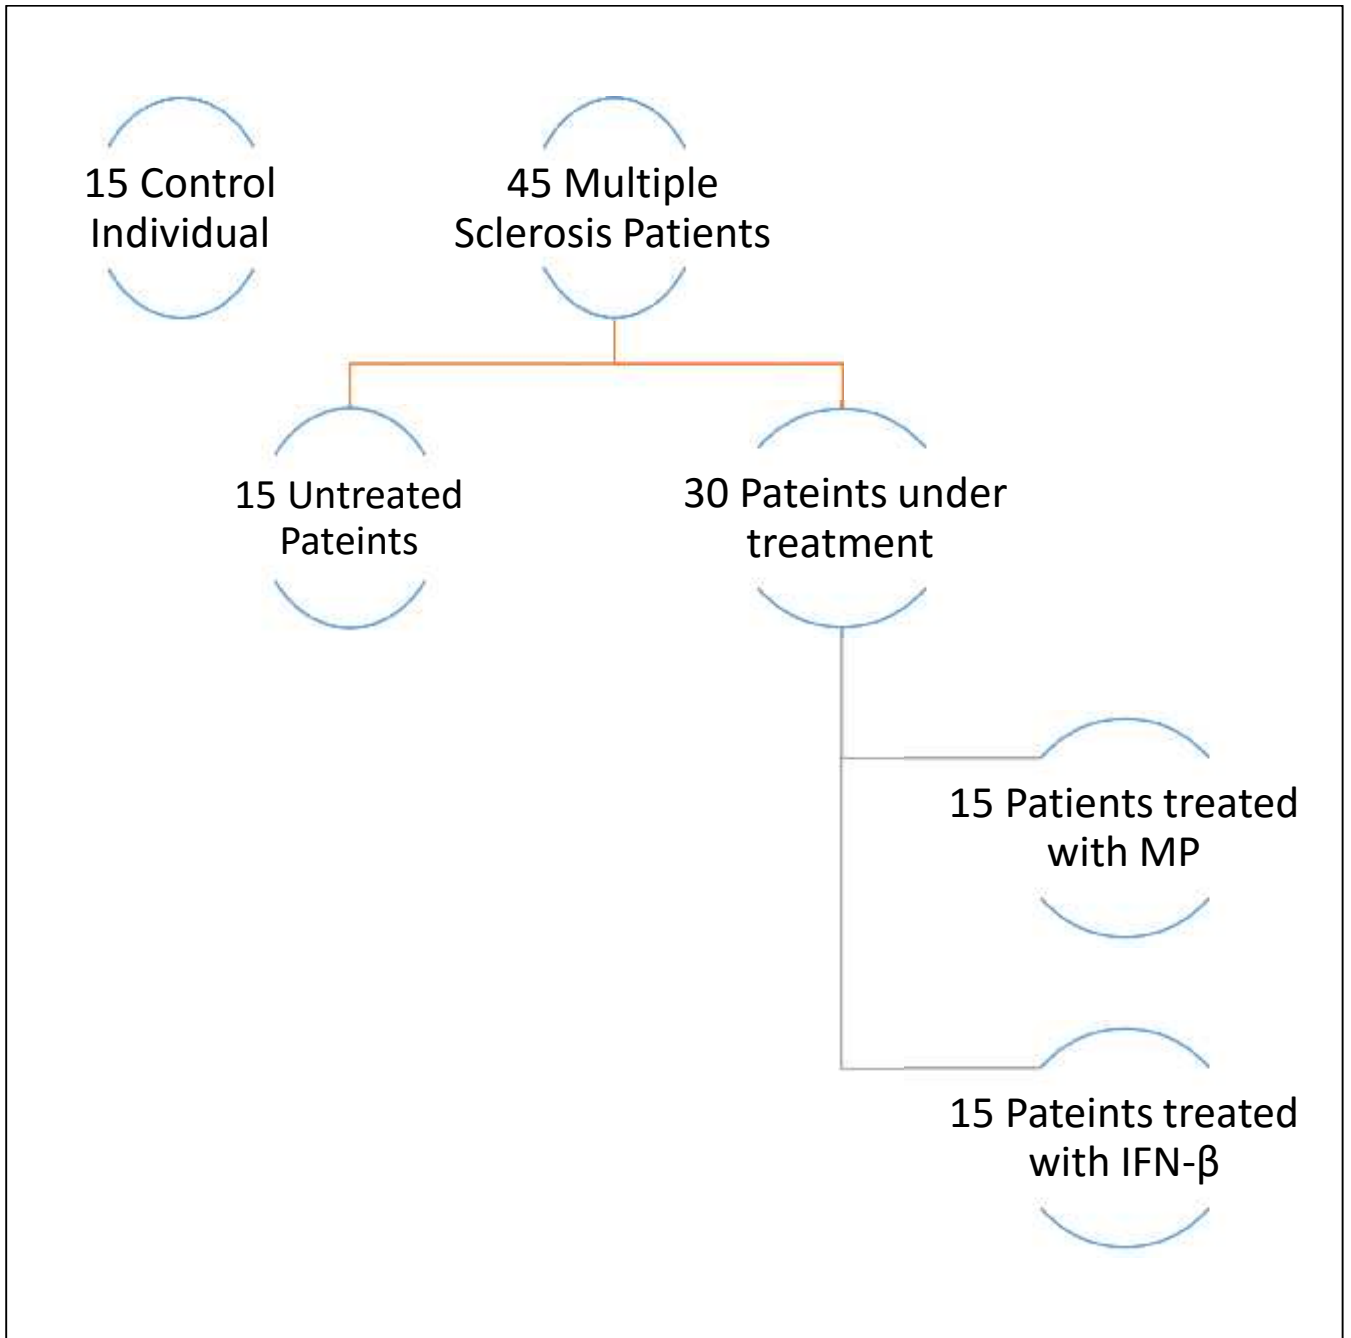 15 Control
Individual
45 Multiple
Sclerosis Patients
15 Untreated
Pateints
30 Pateints under
treatment
15 Patients treated
with MP
15 Pateints treated
with IFN-β